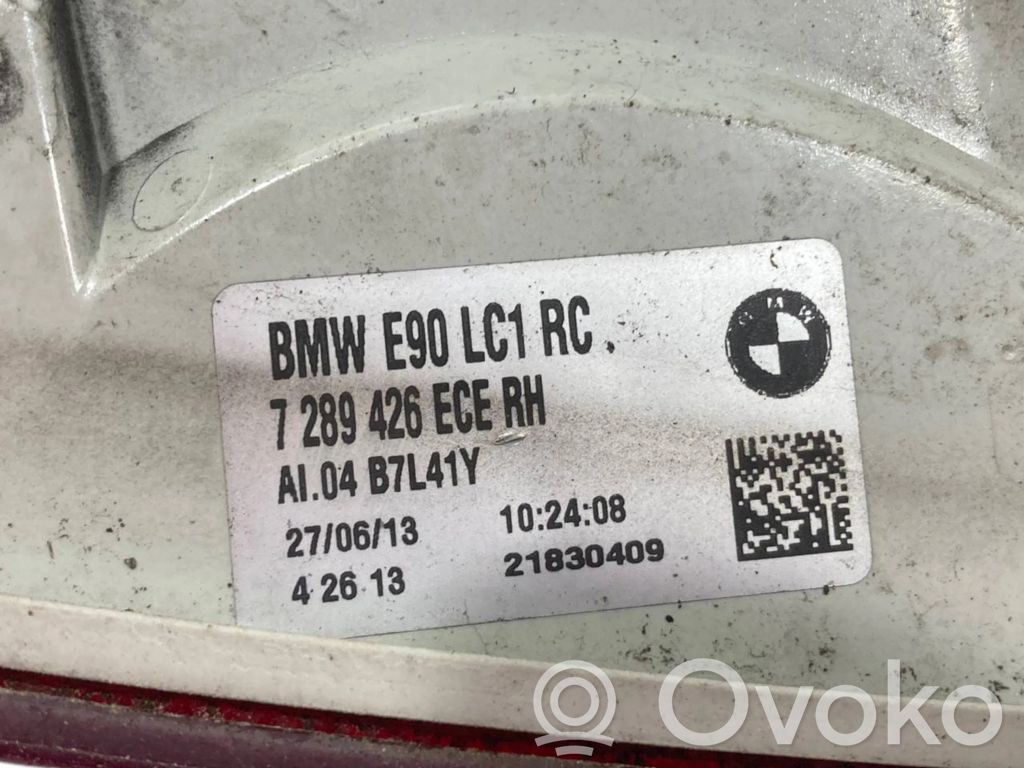 BMW E90 LC1 RC.
7 289 426 ECE RH
AI.04 B7L41Y
27/06/13 10:24:08
4 26 13 21830409
BMW
Ovoko